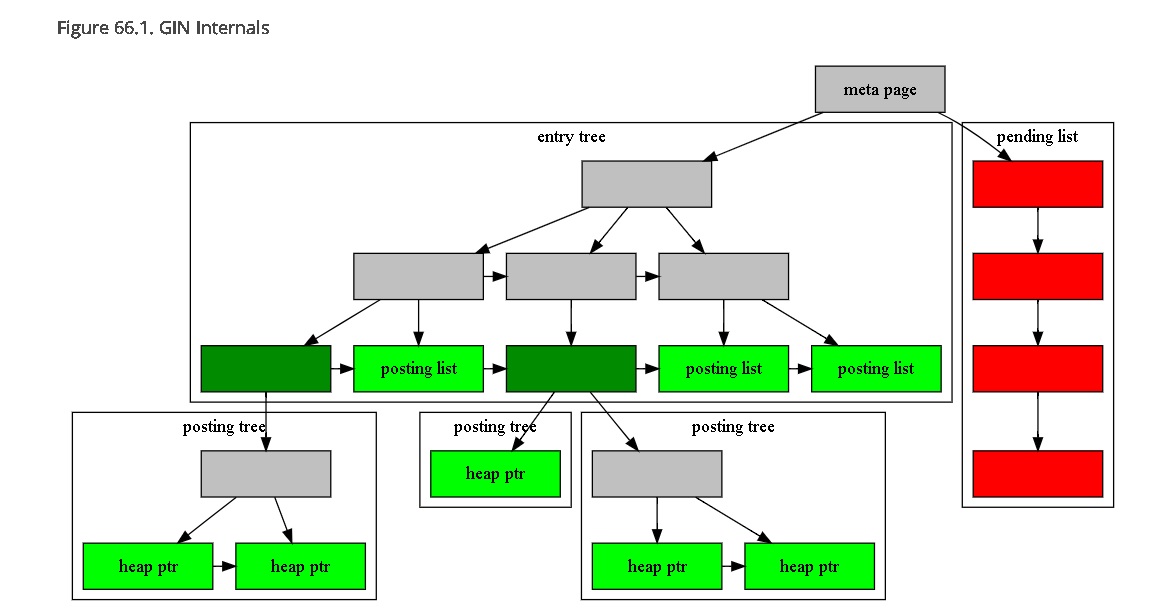 Figure 66.1. GIN Internals
meta page
entry tree
pending list
posting list
posting list
posting list
posting tree
posting tree
posting tree
heap ptr
heap ptr
heap ptr
heap ptr
heap ptr